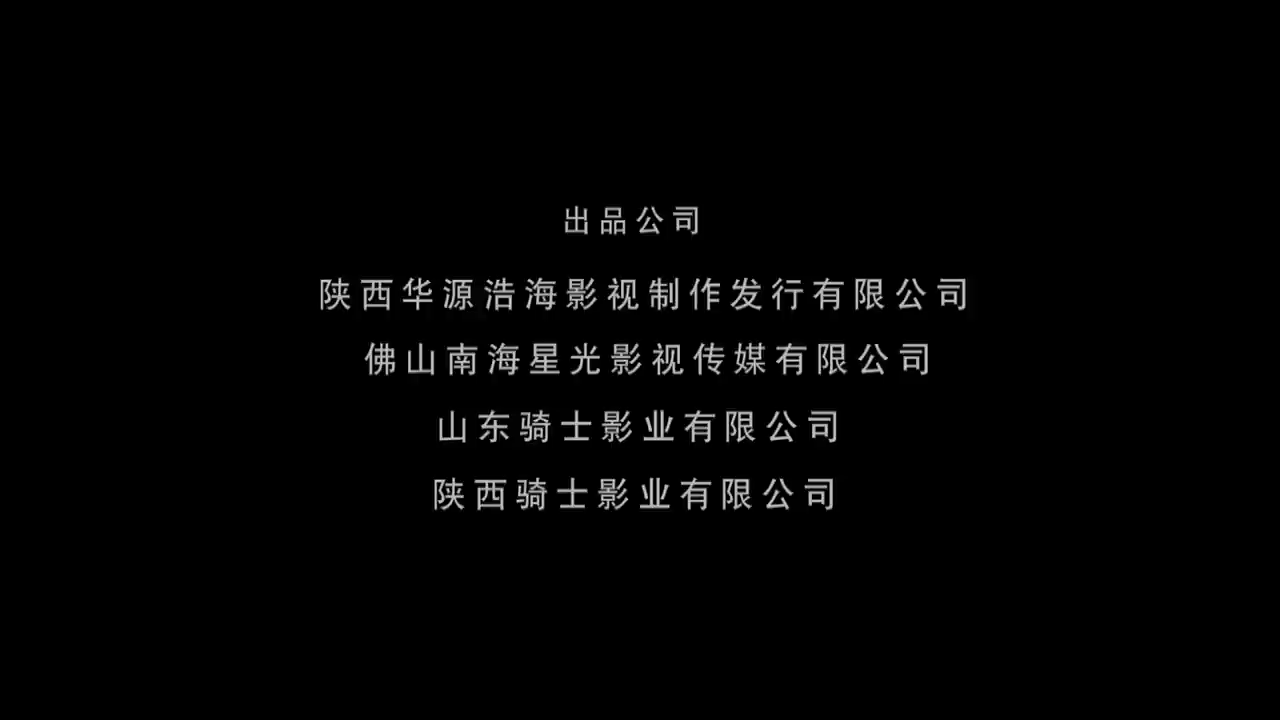 出品公司
陕西华源浩海影视制作发行有限公司
佛山南海星光影视传媒有限公司
山东骑士影业有限公司
陕西骑士影业有限公司